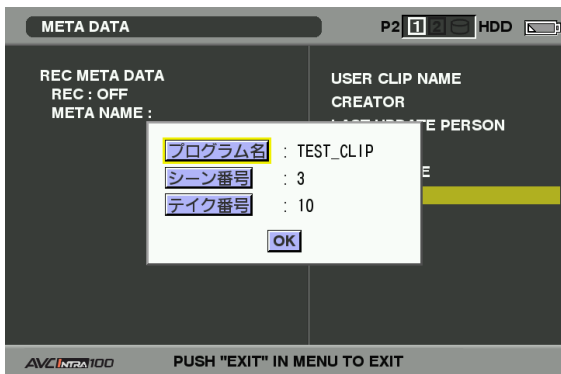 META DATA
P2 1 2 HDD
REC META DATA
REC : OFF
META NAME :
USER CLIP NAME
CREATOR
PERSON
プログラム名 : TEST_CLIP
シーン番号 : 3
テイク番号 : 10
OK
AVC INTRA 100
PUSH "EXIT" IN MENU TO EXIT